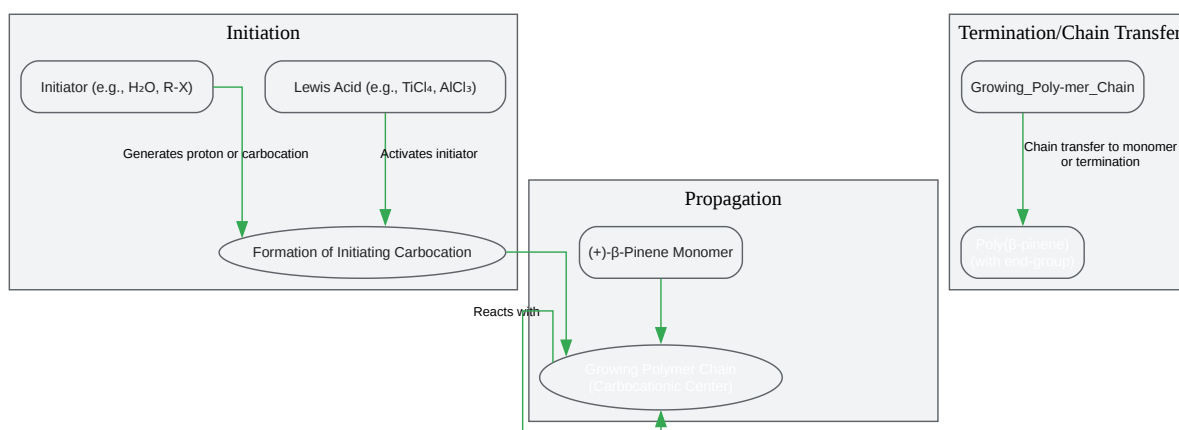 Initiation
Initiator (e.g., H₂O, R-X)
Lewis Acid (e.g., TiCl₄, AlCl₃)
Generates proton or carbocation
Activates initiator
Formation of Initiating Carbocation
Propagation
(+)-β-Pinene Monomer
Reacts with
Growing Polymer Chain
(Carbocationic Center)
Termination/Chain Transfer
Growing_Poly-mer_Chain
Chain transfer to monomer
or termination
Poly(β-pinene)
(with end-group)